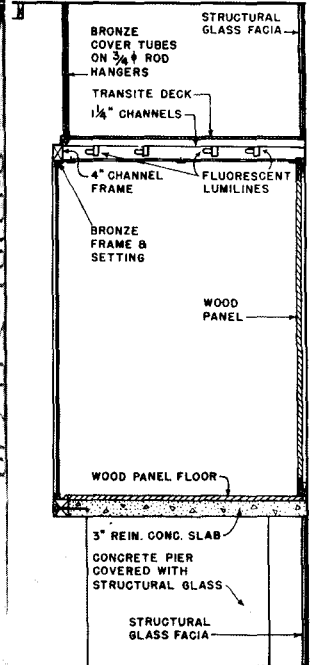 STRUCTURAL
GLASS FACIA
BRONZE
COVER TUBES
ON 3/4 ϕ ROD
HANGERS
TRANSITE DECK
1 1/4" CHANNELS
4" CHANNEL
FRAME
FLUORESCENT
LUMILINES
BRONZE
FRAME &
SETTING
WOOD
PANEL
WOOD PANEL FLOOR
3" REIN. CONC. SLAB
CONCRETE PIER
COVERED WITH
STRUCTURAL GLASS
STRUCTURAL
GLASS FACIA